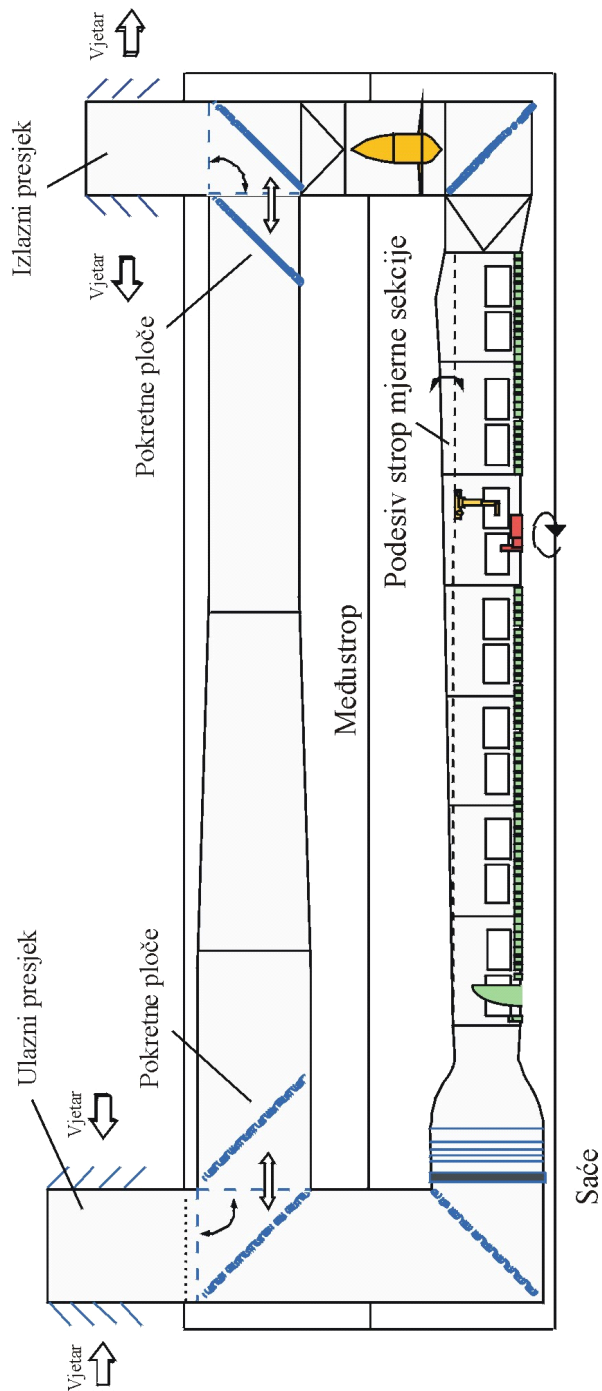 Ulazni presjek
Izlazni presjek
Vjetar
Vjetar
Vjetar
Vjetar
Pokretne ploče
Pokretne ploče
Međustrop
Podesiv strop mjerne sekcije
Saće